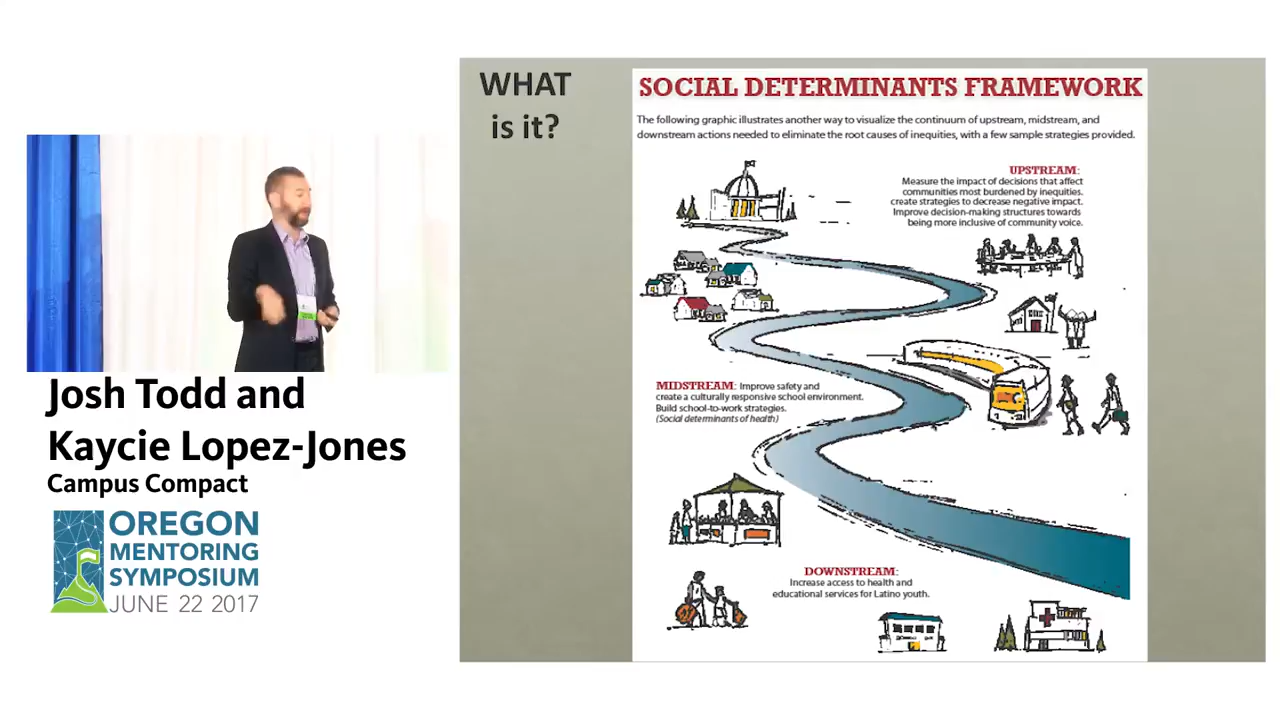 WHAT
is it?
SOCIAL DETERMINANTS FRAMEWORK
The following graphic illustrates another way to visualize the continuum of upstream, midstream, and
downstream actions needed to eliminate the root causes of inequities, with a few sample strategies provided.
UPSTREAM:
Measure the impact of decisions that affect
communities most burdened by inequities.
create strategies to decrease negative impact.
Improve decision-making structures towards
being more inclusive of community voice.
MIDSTREAM: Improve safety and
create a culturally responsive school environment.
Build school-to-work strategies.
(Social determinants of health)
DOWNSTREAM:
Increase access to health and
educational services for Latino youth.
Josh Todd and
Kaycie Lopez-Jones
Campus Compact
OREGON
MENTORING
SYMPOSIUM
JUNE 22 2017